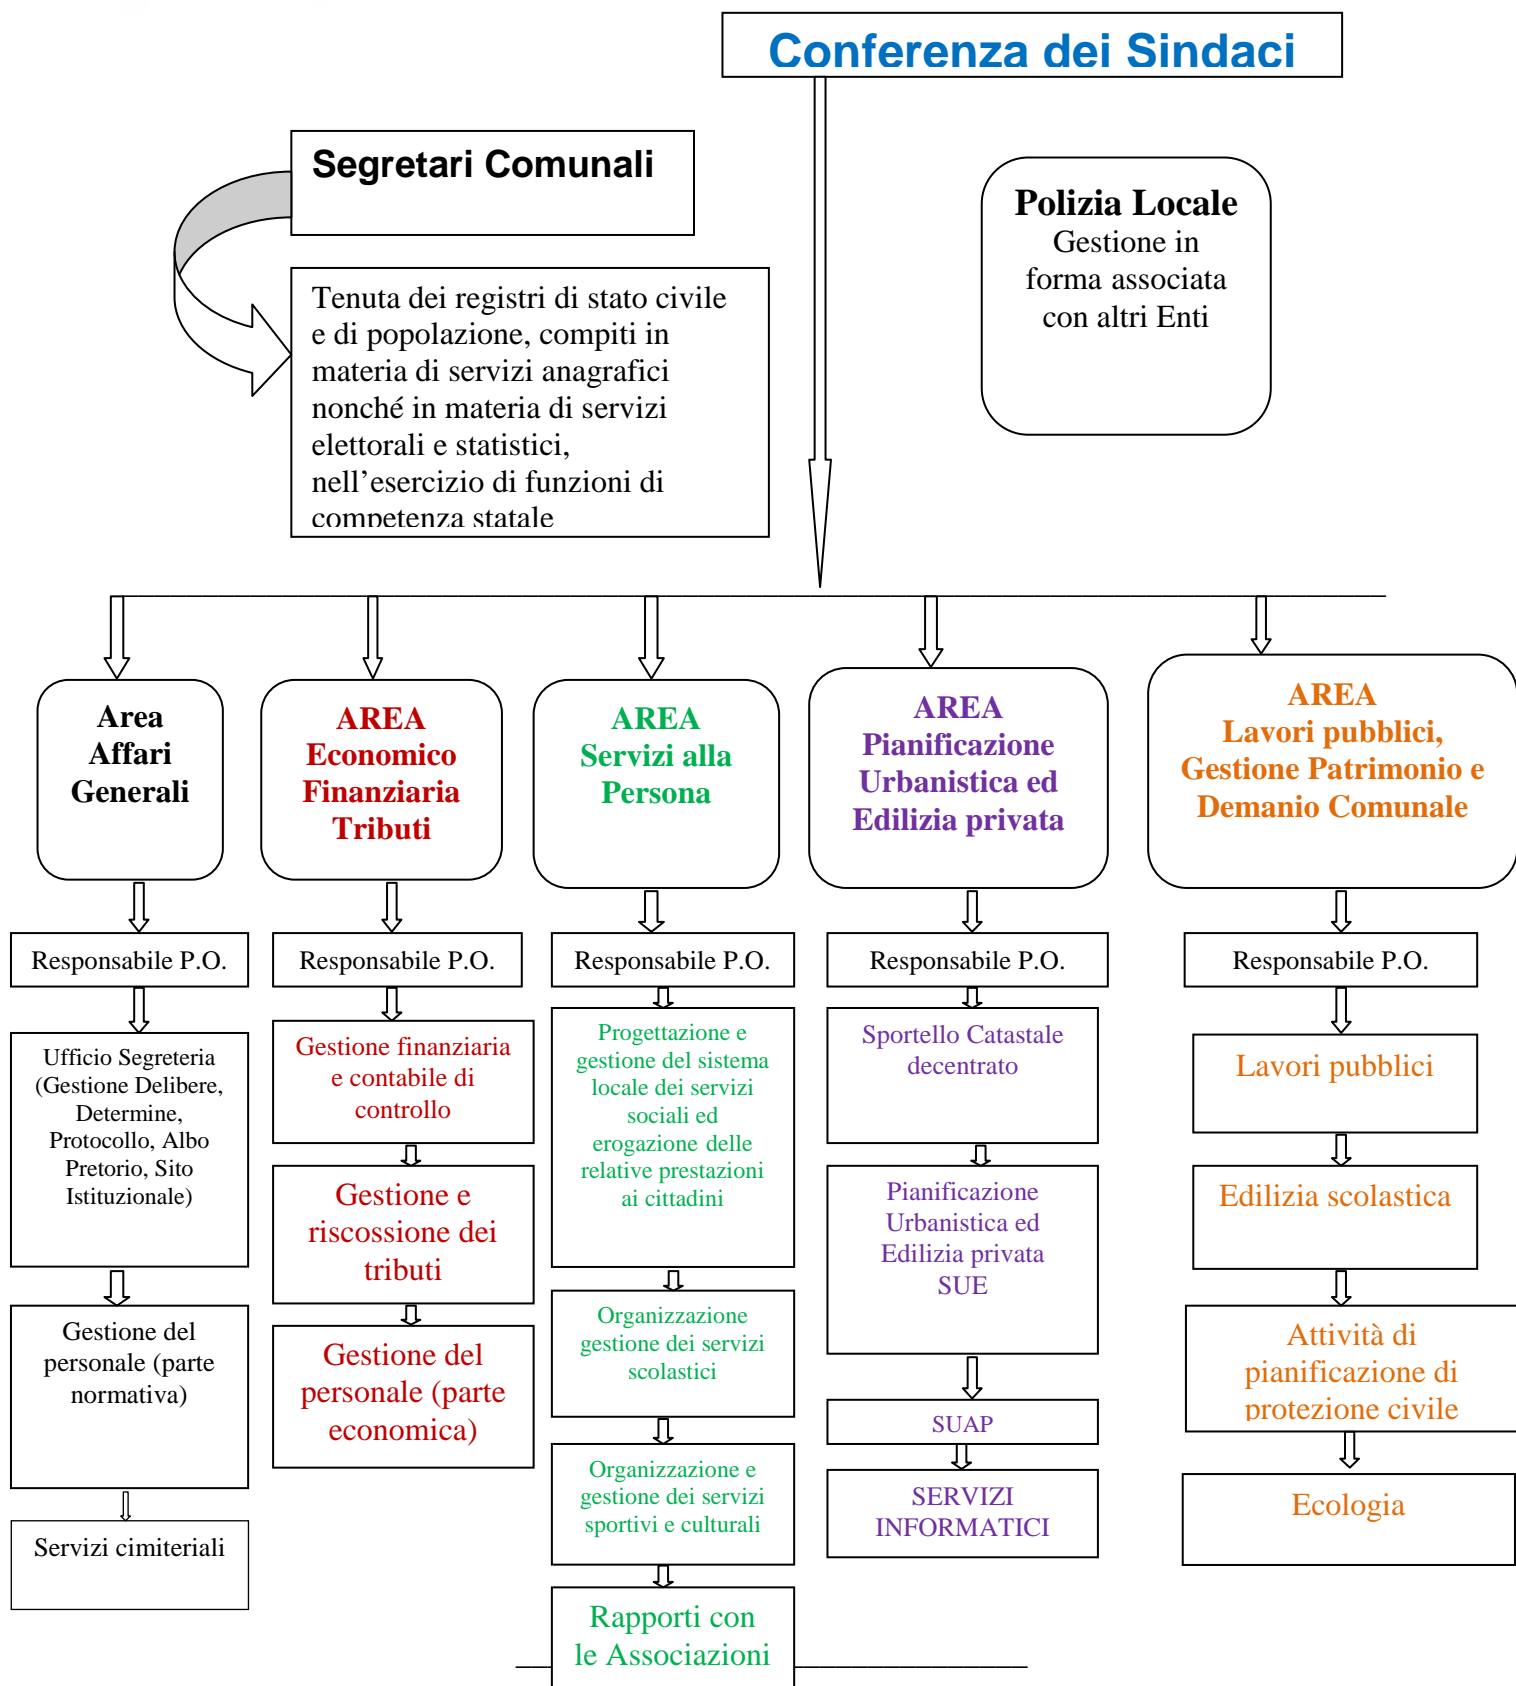 Conferenza dei Sindaci
Segretari Comunali
Polizia Locale
Gestione in
forma associata
con altri Enti
Tenuta dei registri di stato civile
e di popolazione, compiti in
materia di servizi anagrafici
nonché in materia di servizi
elettorali e statistici,
nell’esercizio di funzioni di
competenza statale
Area
Affari
Generali
AREA
Economico
Finanziaria
Tributi
AREA
Servizi alla
Persona
AREA
Pianificazione
Urbanistica ed
Edilizia privata
AREA
Lavori pubblici,
Gestione Patrimonio e
Demanio Comunale
Responsabile P.O.
Responsabile P.O.
Responsabile P.O.
Responsabile P.O.
Responsabile P.O.
Ufficio Segreteria
(Gestione Delibere,
Determine,
Protocollo, Albo
Pretorio, Sito
Istituzionale)
Gestione del
personale (parte
normativa)
Servizi cimiteriali
Gestione finanziaria
e contabile di
controllo
Gestione e
riscossione dei
tributi
Gestione del
personale (parte
economica)
Progettazione e
gestione del sistema
locale dei servizi
sociali ed
erogazione delle
relative prestazioni
ai cittadini
Organizzazione
gestione dei servizi
scolastici
Organizzazione e
gestione dei servizi
sportivi e culturali
Rapporti con
le Associazioni
Sportello Catastale
decentrato
Pianificazione
Urbanistica ed
Edilizia privata
SUE
SUAP
SERVIZI
INFORMATICI
Lavori pubblici
Edilizia scolastica
Attività di
pianificazione di
protezione civile
Ecologia